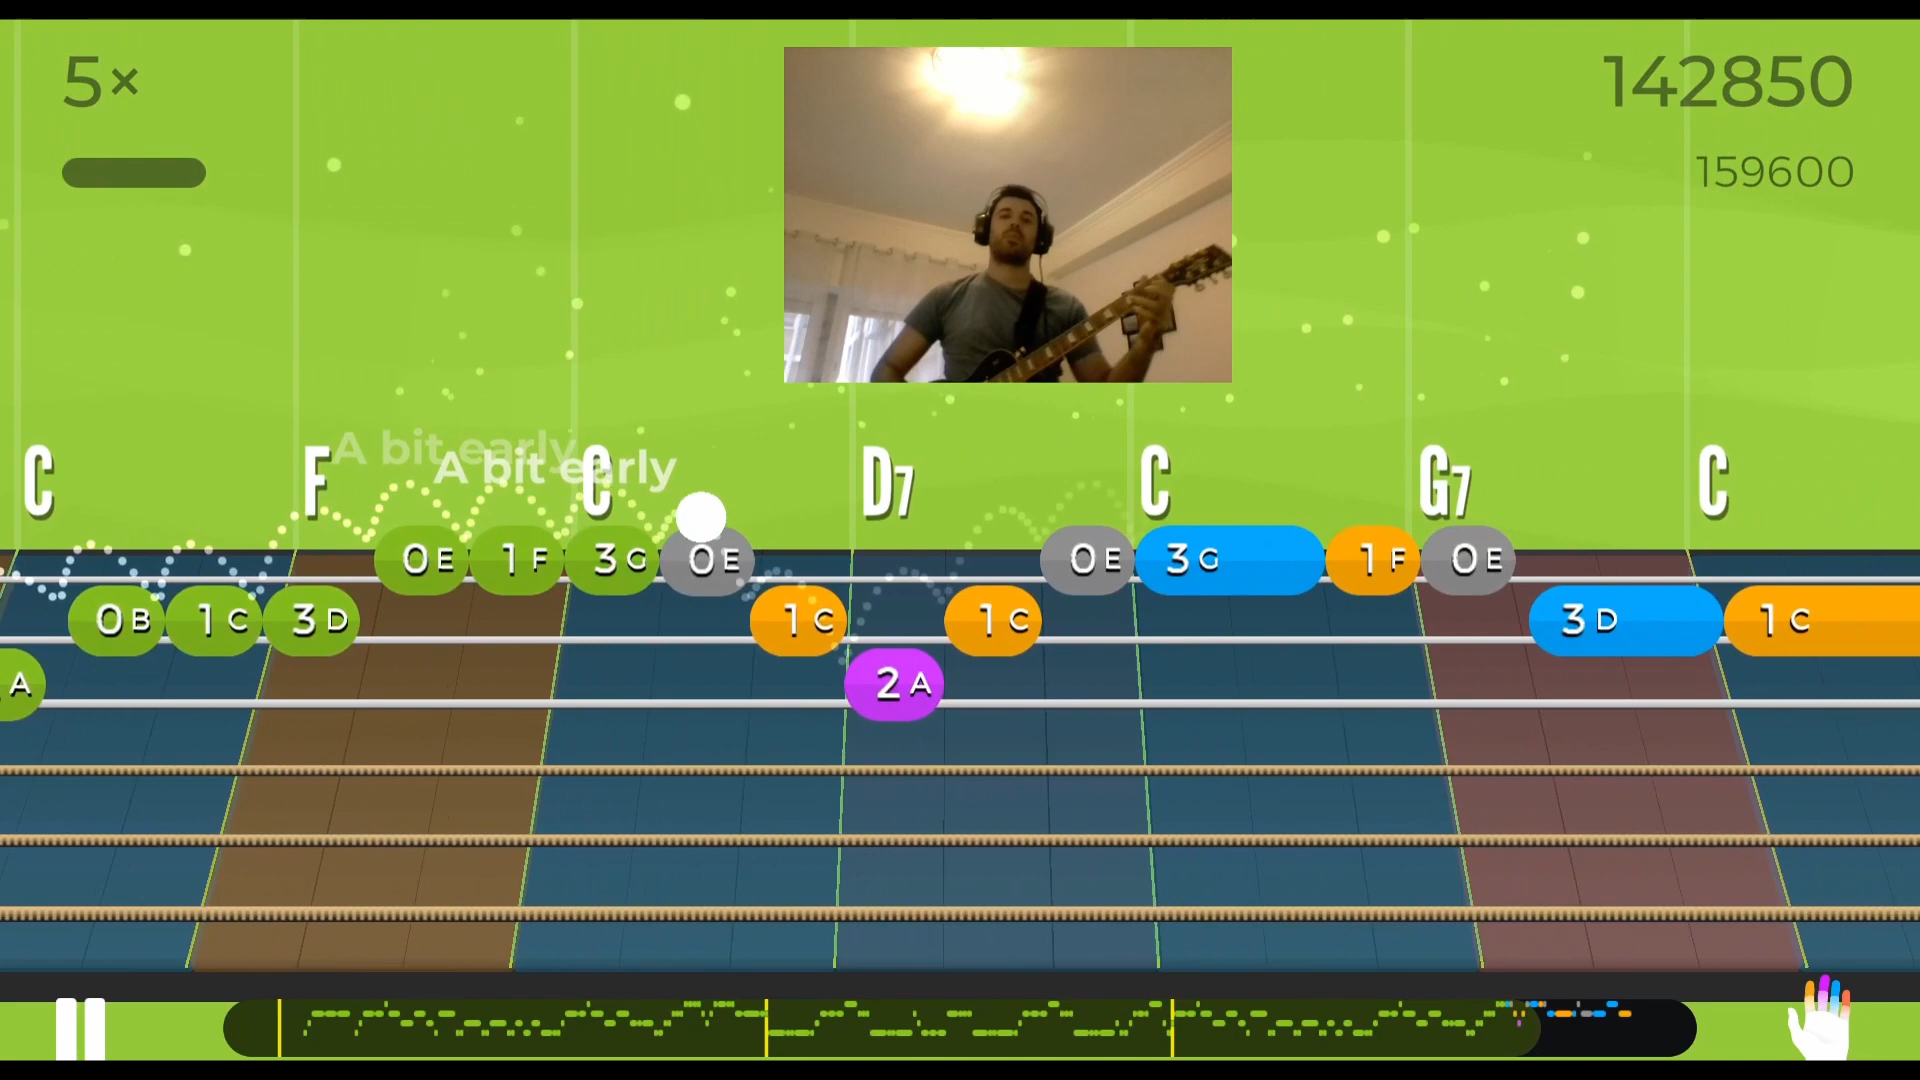 5×
142850
159600
A bit early
A bit early
C F C D7 C G7 C
0 E 1 F 3 G 0 E 0 E 3 G 1 F 0 E
0 B 1 C 3 D 1 C 1 C 3 D 1 C
A 2 A